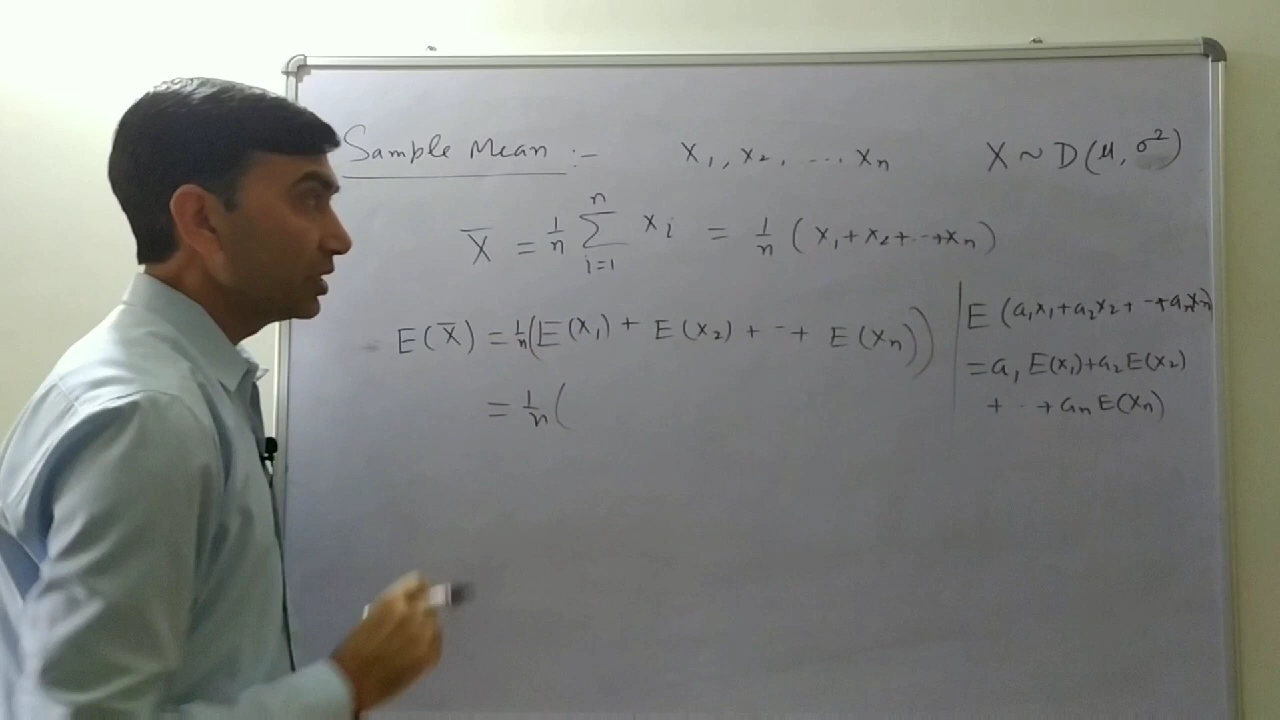 Sample Mean :- X₁, X₂, ... Xₙ X ~ D(μ, σ²)
X̅ = 1/n ∑ᵢ₌₁ⁿ Xᵢ = 1/n (X₁ + X₂ + ... + Xₙ)
E(X̅) = 1/n (E(X₁) + E(X₂) + .. + E(Xₙ))
= 1/n (
E(a₁X₁ + a₂X₂ + ... + aₙXₙ)
= a₁ E(X₁) + a₂ E(X₂)
+ .. + aₙ E(Xₙ)